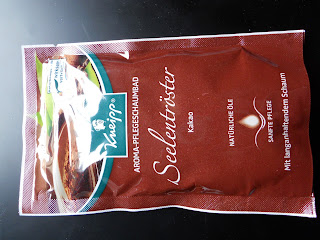 Kneipp®
AROMA-PFLEGESCHAUMBAD
Seelentröster
Kakao
NATÜRLICHE ÖLE
SANFTE PFLEGE
Mit langanhaltendem Schaum